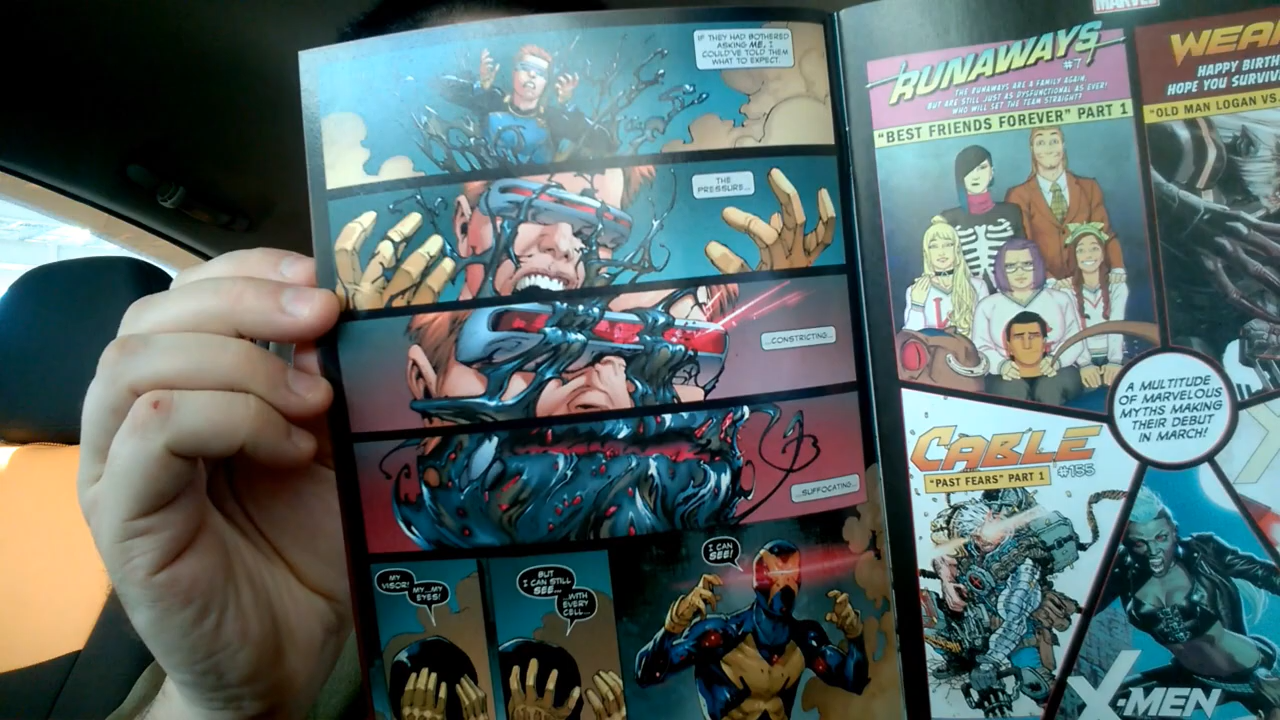 IF THEY HAD BOTHERED
ASKING ME, I
COULD'VE TOLD THEM
WHAT TO EXPECT.
THE
PRESSURE...
...CONSTRICTING...
...SUFFOCATING...
MY
VISOR!
MY...MY
EYES!
BUT
I CAN STILL
SEE...
...WITH
EVERY
CELL...
I CAN
SEE!
MARVEL
RUNAWAYS
#7
THE RUNAWAYS ARE A FAMILY AGAIN.
BUT ARE STILL JUST AS DYSFUNCTIONAL AS EVER!
WHO WILL SET THE TEAM STRAIGHT?
"BEST FRIENDS FOREVER" PART 1
HAPPY
HOPE YOU
"OLD MAN LOGAN VS.
A MULTITUDE
OF MARVELOUS
MYTHS MAKING
THEIR DEBUT
IN MARCH!
CABLE
#155
"PAST FEARS" PART 1
X-MEN